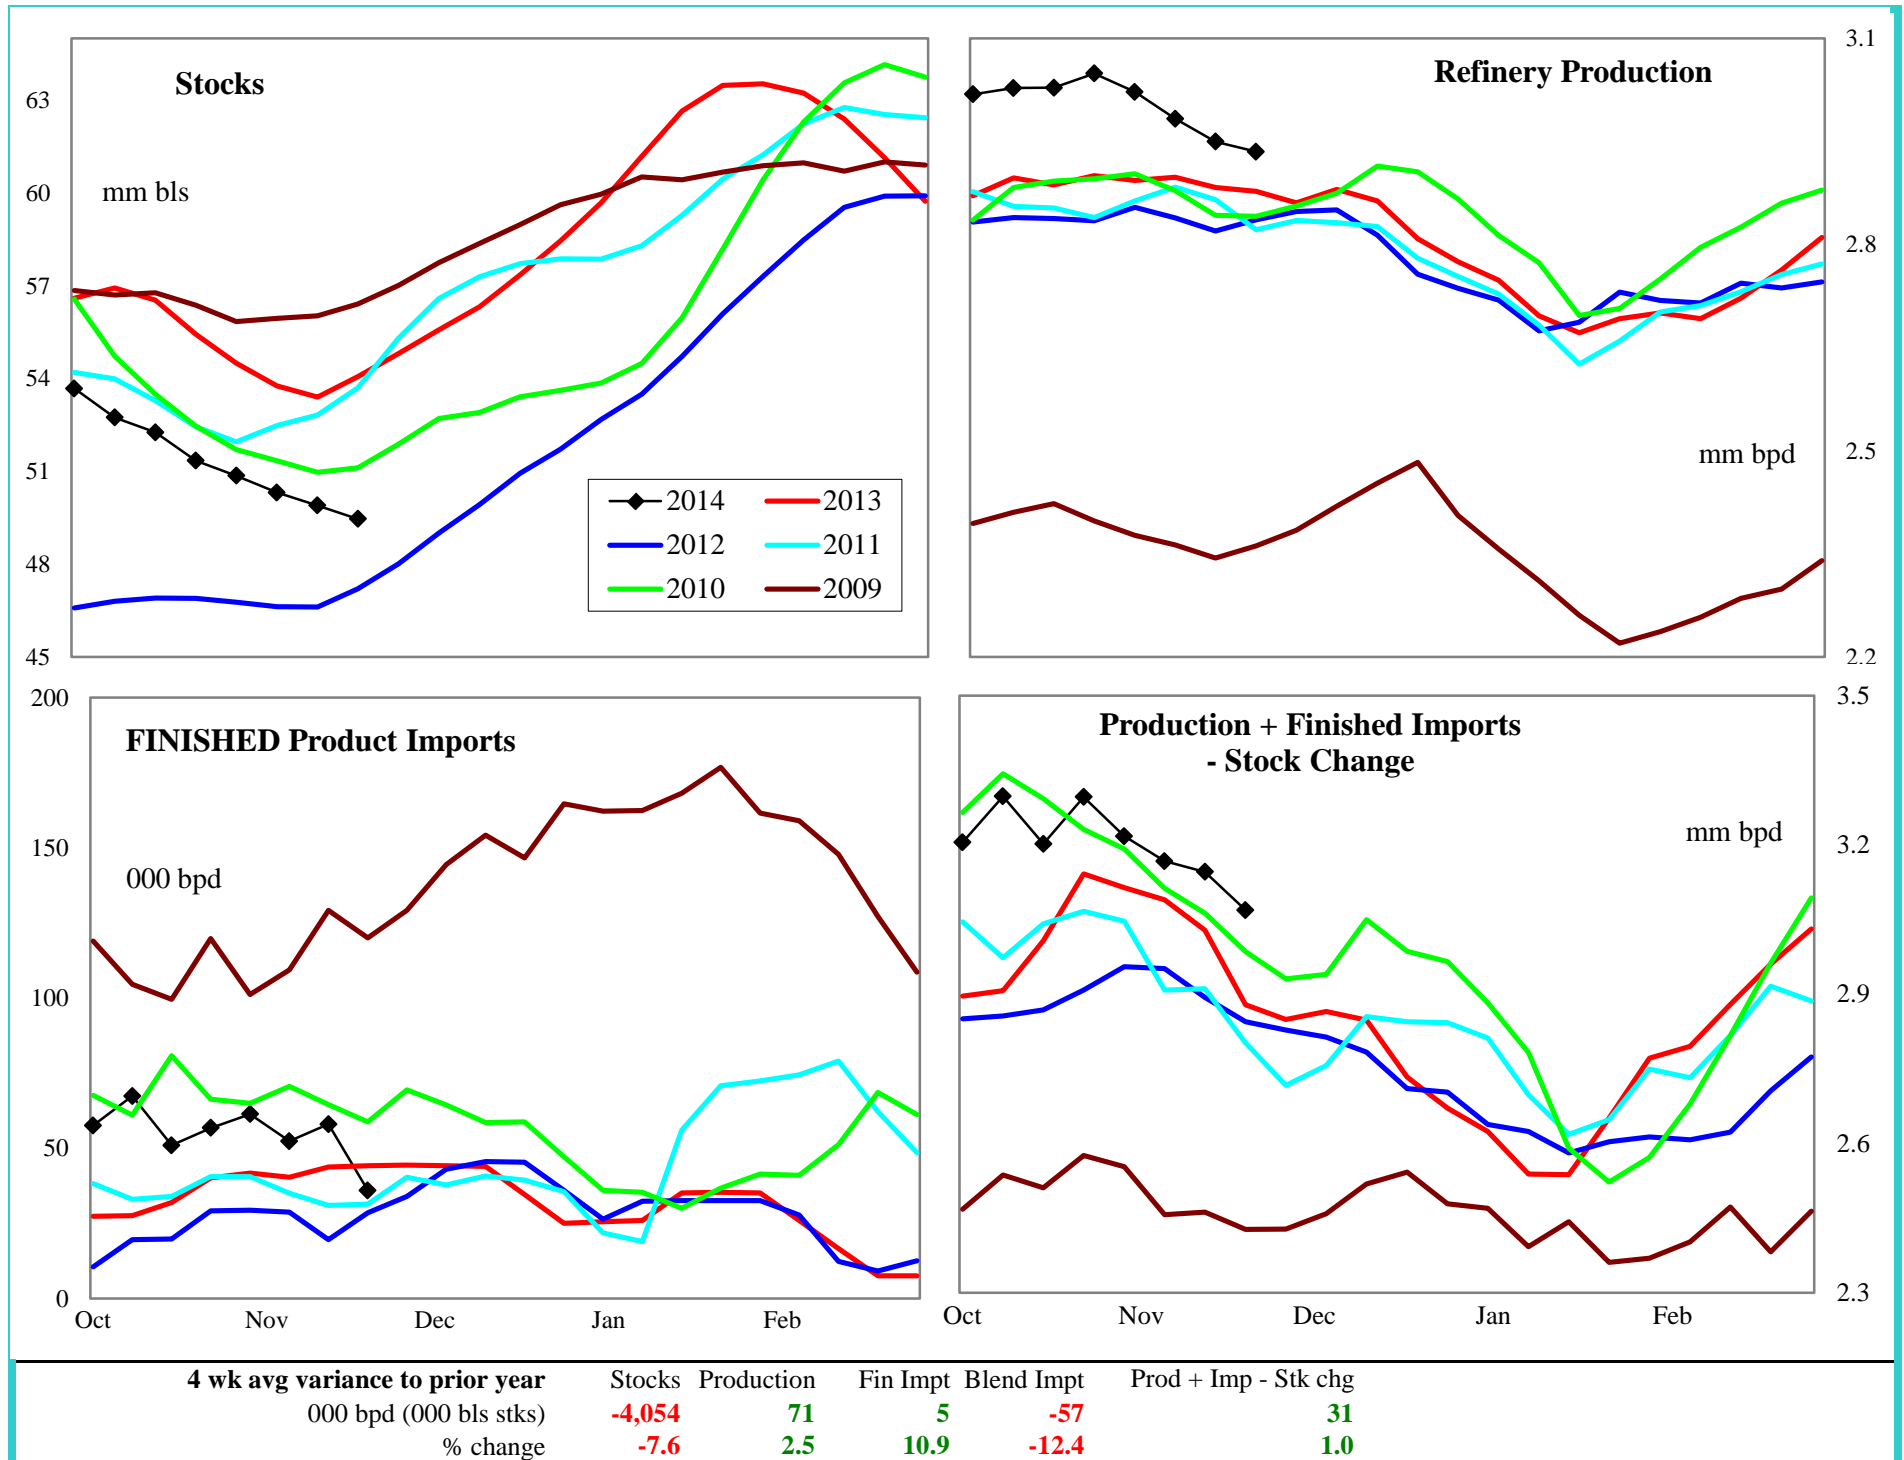 Stocks
mm bls
63
60
57
54
51
48
45
2014
2013
2012
2011
2010
2009
Refinery Production
mm bpd
3.1
2.8
2.5
2.2
FINISHED Product Imports
000 bpd
200
150
100
50
0
Oct Nov Dec Jan Feb
Production + Finished Imports
- Stock Change
mm bpd
3.5
3.2
2.9
2.6
2.3
Oct Nov Dec Jan Feb
4 wk avg variance to prior year Stocks Production Fin Impt Blend Impt Prod + Imp - Stk chg
000 bpd (000 bls stks) -4,054 71 5 -57 31
% change -7.6 2.5 10.9 -12.4 1.0